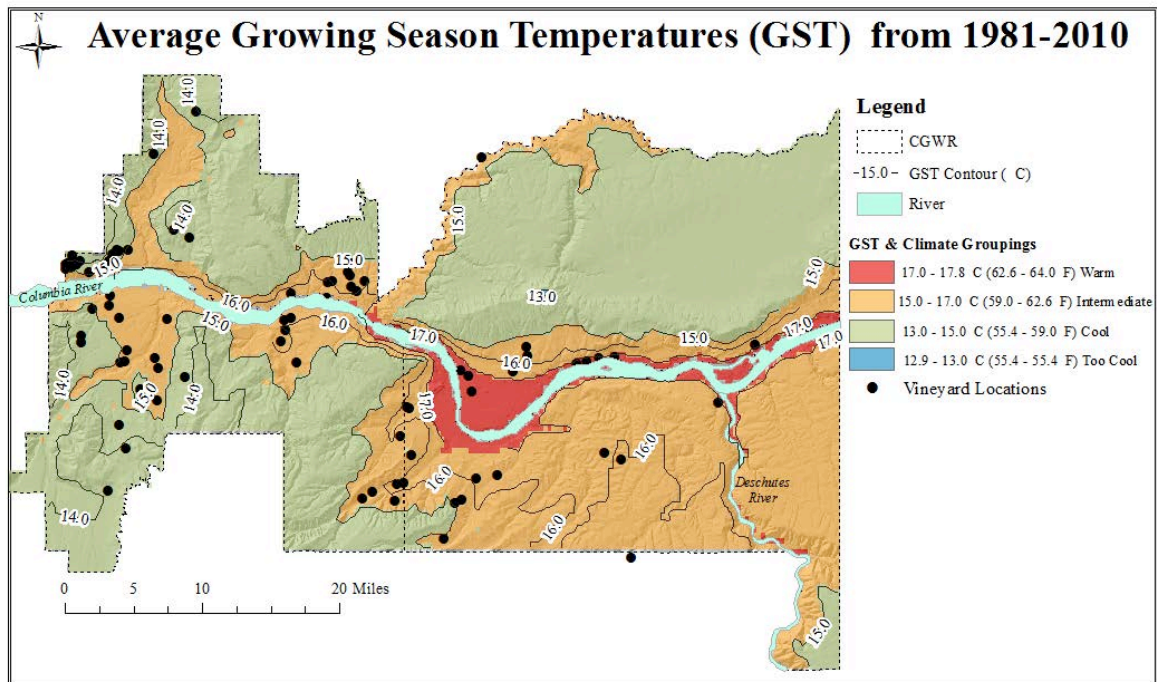 N
Average Growing Season Temperatures (GST) from 1981-2010
Legend
CGWR
-15.0- GST Contour ( C)
River
GST & Climate Groupings
17.0 - 17.8 C (62.6 - 64.0 F) Warm
15.0 - 17.0 C (59.0 - 62.6 F) Intermediate
13.0 - 15.0 C (55.4 - 59.0 F) Cool
12.9 - 13.0 C (55.4 - 55.4 F) Too Cool
Vineyard Locations
14.0
14.0
14.0
14.0
15.0
15.0
15.0
13.0
15.0
Columbia River
16.0
15.0
16.0
17.0
15.0
17.0
17.0
16.0
14.0
15.0
14.0
17.0
16.0
16.0
Deschutes
River
14.0
16.0
15.0
0 5 10 20 Miles